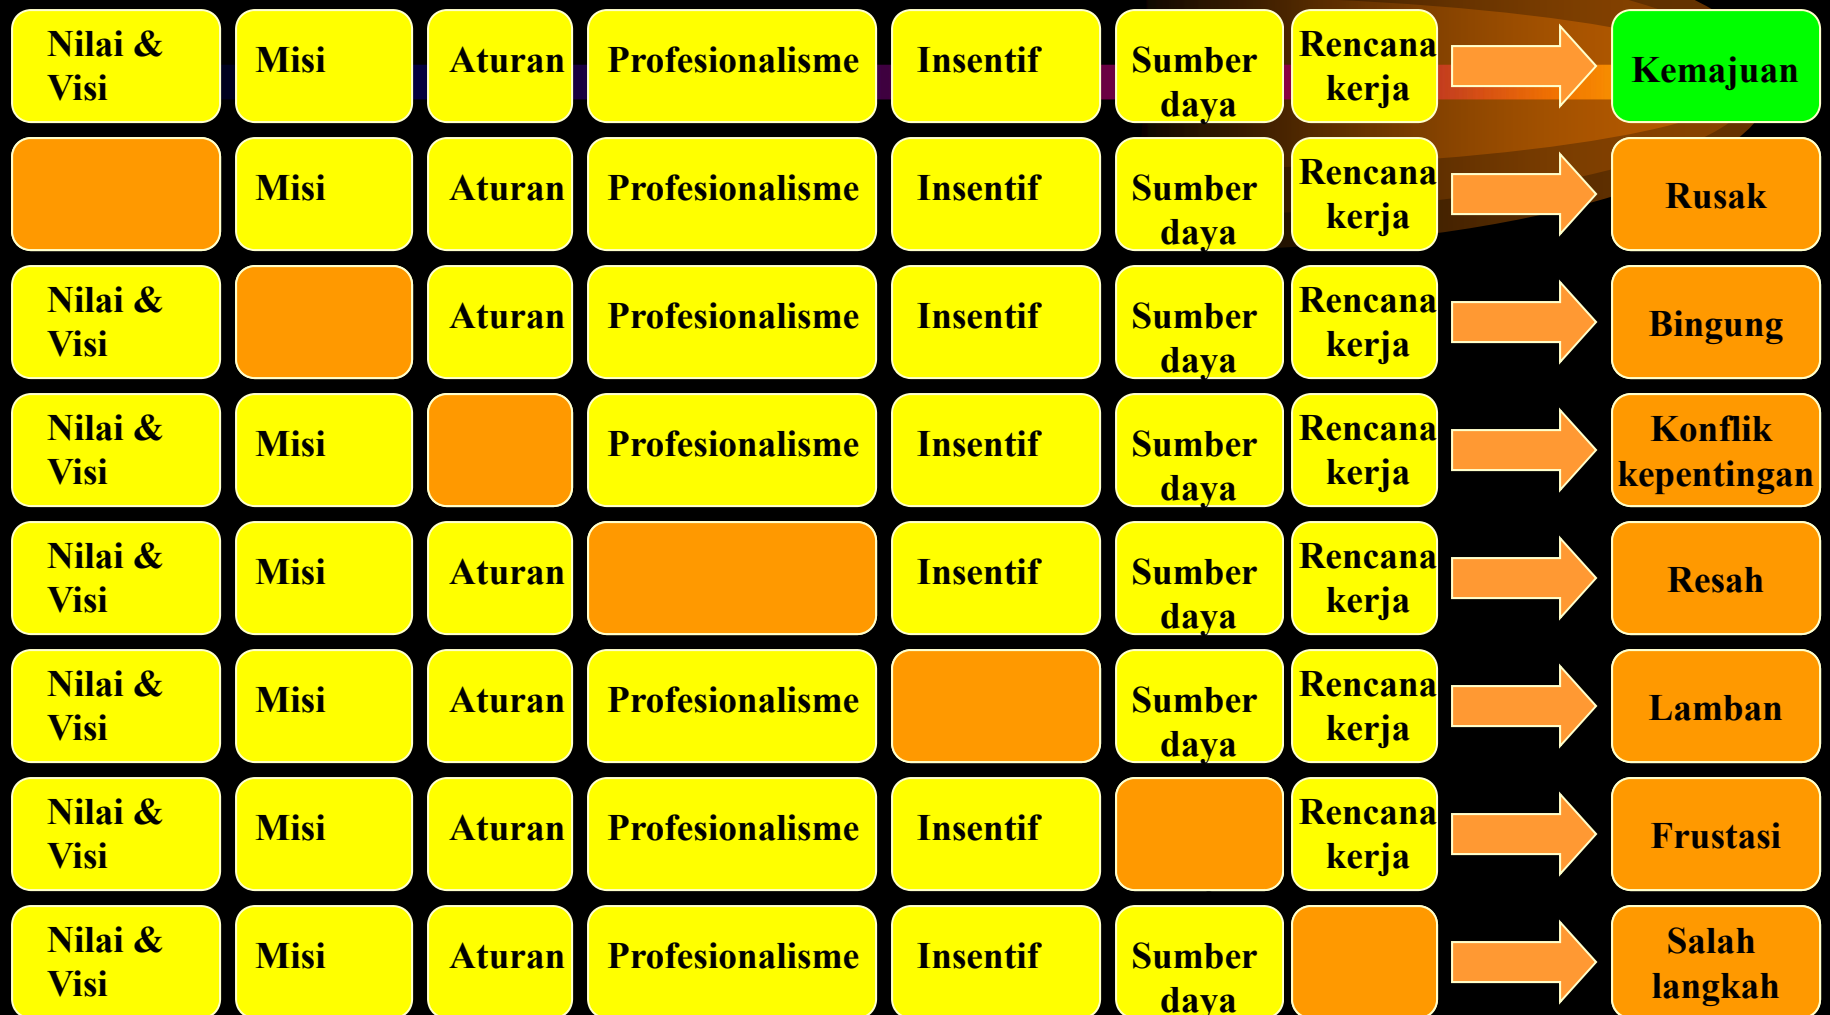 Nilai &
Visi
Misi
Aturan
Profesionalisme
Insentif
Sumber
daya
Rencana
kerja
Kemajuan
Misi
Aturan
Profesionalisme
Insentif
Sumber
daya
Rencana
kerja
Rusak
Nilai &
Visi
Aturan
Profesionalisme
Insentif
Sumber
daya
Rencana
kerja
Bingung
Nilai &
Visi
Misi
Profesionalisme
Insentif
Sumber
daya
Rencana
kerja
Konflik
kepentingan
Nilai &
Visi
Misi
Aturan
Insentif
Sumber
daya
Rencana
kerja
Resah
Nilai &
Visi
Misi
Aturan
Profesionalisme
Sumber
daya
Rencana
kerja
Lamban
Nilai &
Visi
Misi
Aturan
Profesionalisme
Insentif
Rencana
kerja
Frustasi
Nilai &
Visi
Misi
Aturan
Profesionalisme
Insentif
Sumber
daya
Salah
langkah